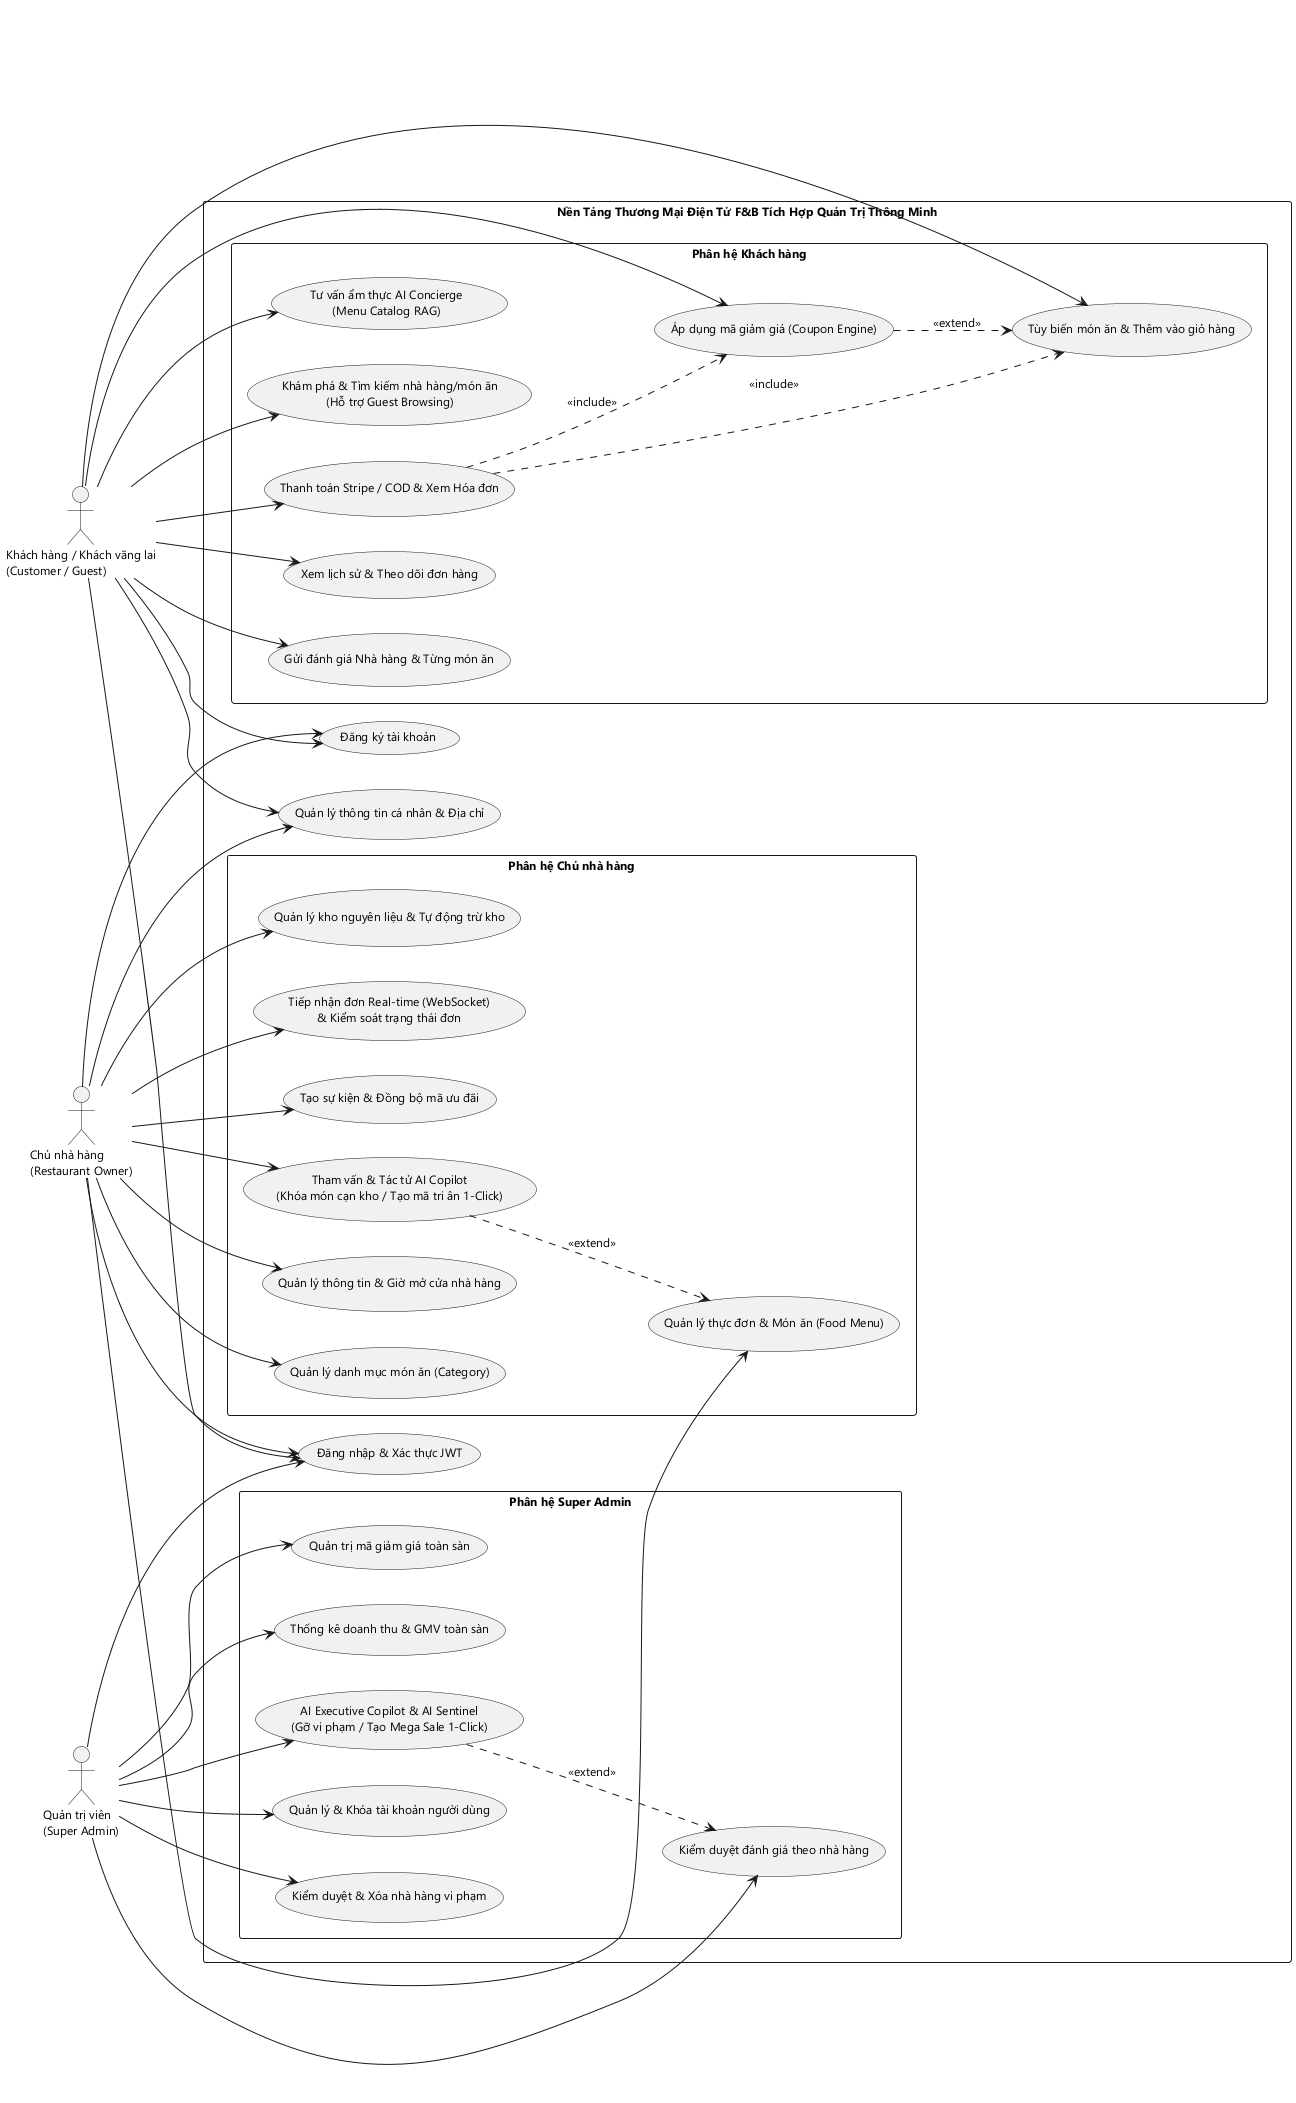 Nền Tảng Thương Mại Điện Tử F&B Tích Hợp Quản Trị Thông Minh
Phân hệ Khách hàng
Tư vấn ẩm thực AI Concierge
(Menu Catalog RAG)
Áp dụng mã giảm giá (Coupon Engine)
«extend»
Tùy biến món ăn & Thêm vào giỏ hàng
Khám phá & Tìm kiếm nhà hàng/món ăn
(Hỗ trợ Guest Browsing)
«include»
«include»
Thanh toán Stripe / COD & Xem Hóa đơn
Khách hàng / Khách vãng lai
(Customer / Guest)
Xem lịch sử & Theo dõi đơn hàng
Gửi đánh giá Nhà hàng & Từng món ăn
Đăng ký tài khoản
Quản lý thông tin cá nhân & Địa chỉ
Phân hệ Chủ nhà hàng
Quản lý kho nguyên liệu & Tự động trừ kho
Tiếp nhận đơn Real-time (WebSocket)
& Kiểm soát trạng thái đơn
Tạo sự kiện & Đồng bộ mã ưu đãi
Chủ nhà hàng
(Restaurant Owner)
Tham vấn & Tác tử AI Copilot
(Khóa món cạn kho / Tạo mã tri ân 1-Click)
«extend»
Quản lý thông tin & Giờ mở cửa nhà hàng
Quản lý thực đơn & Món ăn (Food Menu)
Quản lý danh mục món ăn (Category)
Đăng nhập & Xác thực JWT
Phân hệ Super Admin
Quản trị mã giảm giá toàn sàn
Thống kê doanh thu & GMV toàn sàn
AI Executive Copilot & AI Sentinel
(Gỡ vi phạm / Tạo Mega Sale 1-Click)
«extend»
Quản trị viên
(Super Admin)
Quản lý & Khóa tài khoản người dùng
Kiểm duyệt đánh giá theo nhà hàng
Kiểm duyệt & Xóa nhà hàng vi phạm